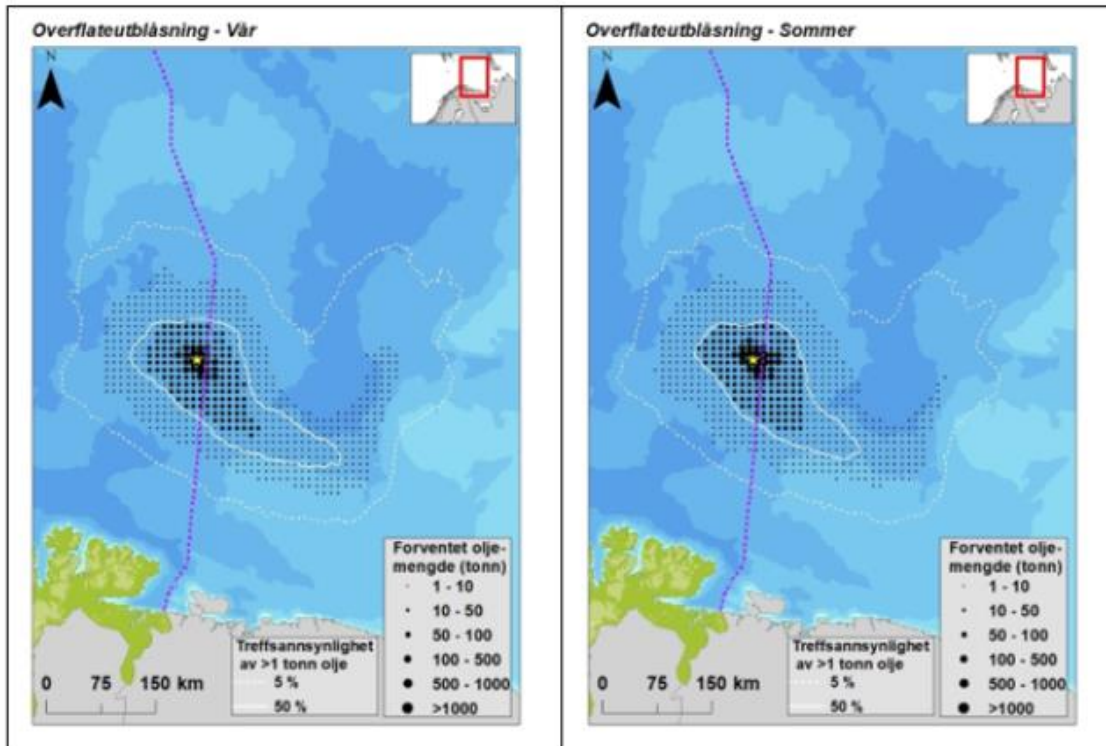 Overflateutblåsning - Vår
N
Forventet olje-
mengde (tonn)
1 - 10
10 - 50
50 - 100
100 - 500
500 - 1000
>1000
Treffsannsynlighet
av >1 tonn olje
5 %
50 %
0 75 150 km
Overflateutblåsning - Sommer
N
Forventet olje-
mengde (tonn)
1 - 10
10 - 50
50 - 100
100 - 500
500 - 1000
>1000
Treffsannsynlighet
av >1 tonn olje
5 %
50 %
0 75 150 km